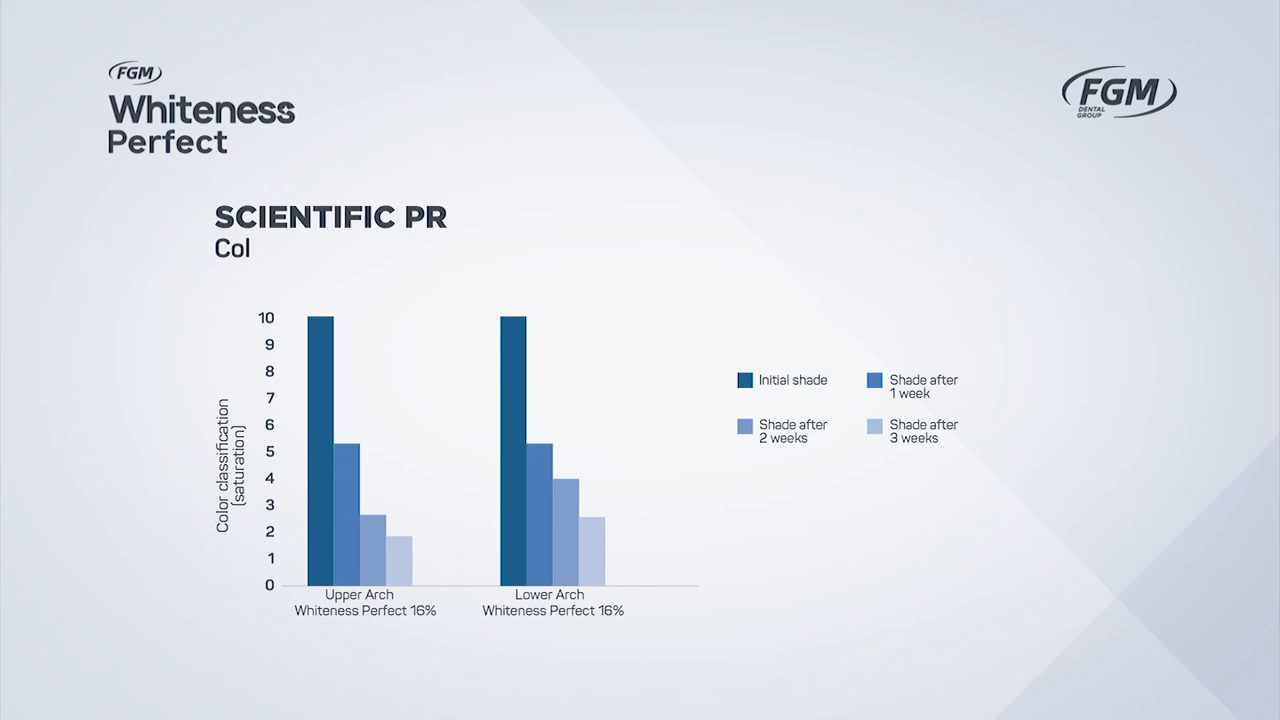 FGM
Whiteness
Perfect
FGM
DENTAL
GROUP
SCIENTIFIC PR
Col
Color classification
(saturation)
10
9
8
7
6
5
4
3
2
1
0
Upper Arch
Whiteness Perfect 16%
Lower Arch
Whiteness Perfect 16%
Initial shade
Shade after
1 week
Shade after
2 weeks
Shade after
3 weeks